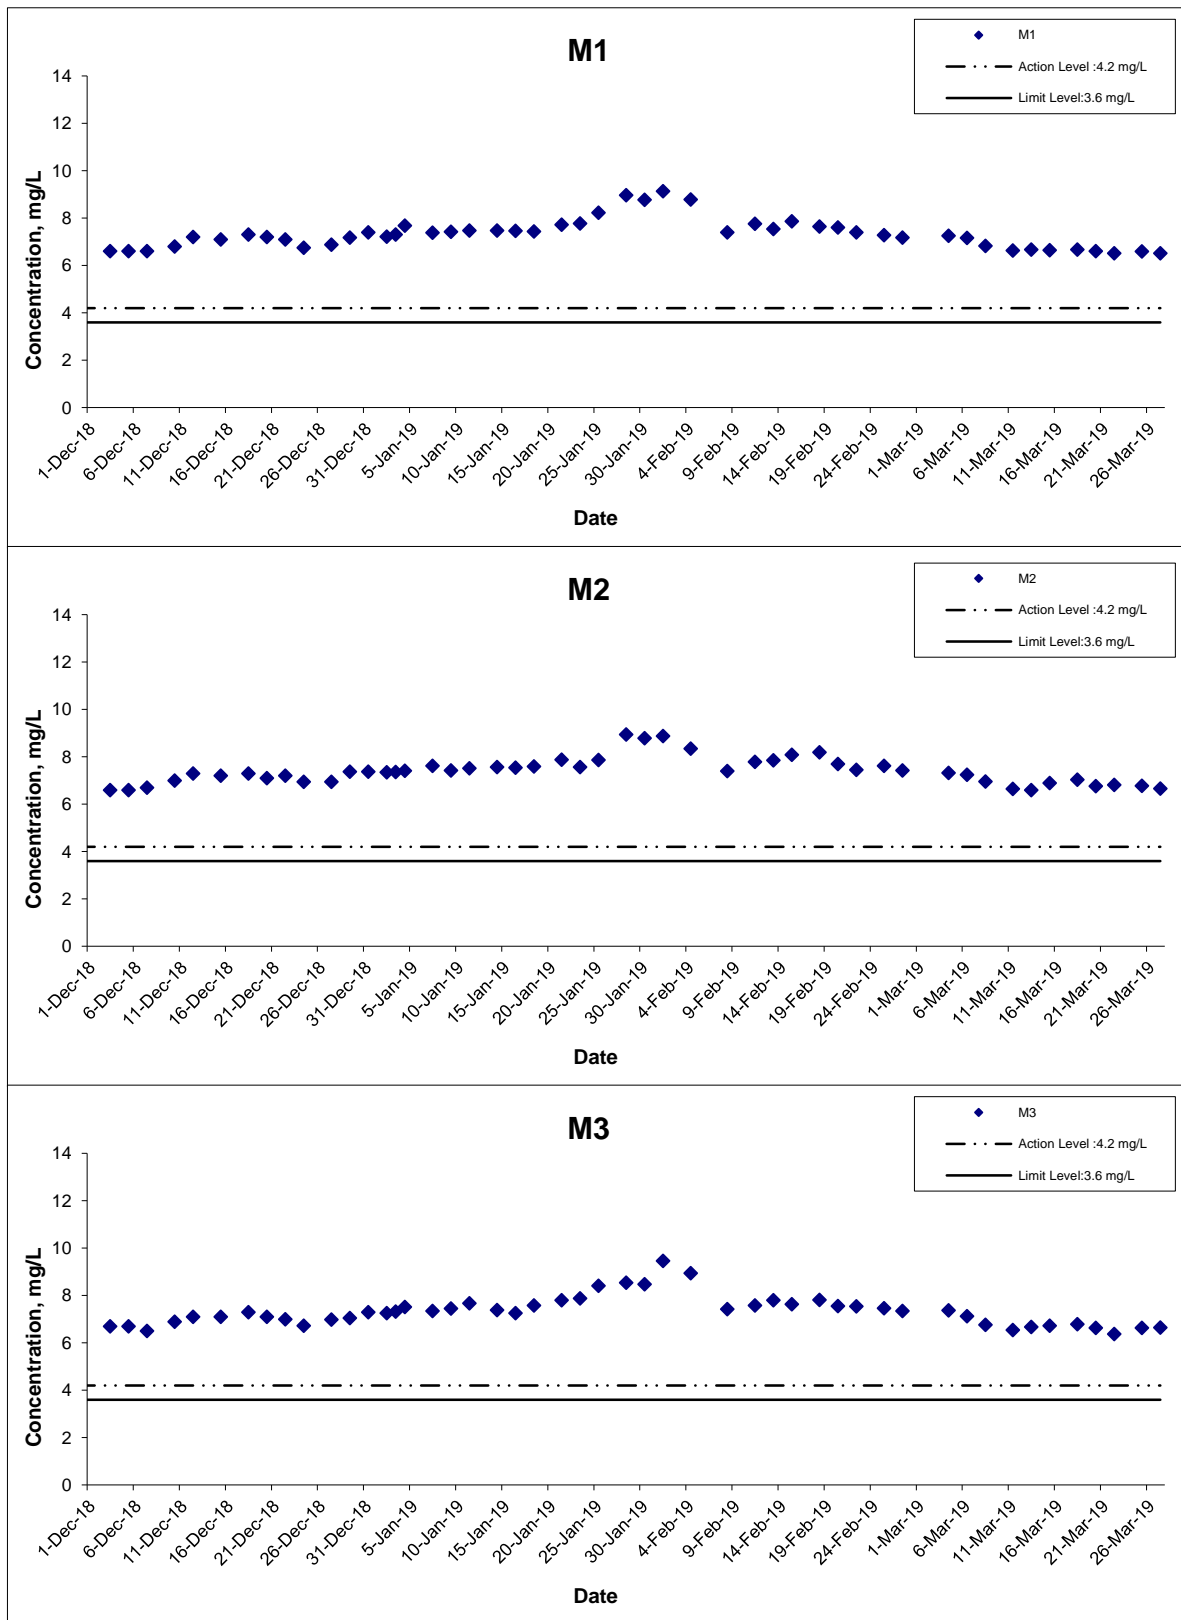 M1
M1
Action Level :4.2 mg/L
Limit Level:3.6 mg/L
Concentration, mg/L
14
12
10
8
6
4
2
0
1-Dec-18
6-Dec-18
11-Dec-18
16-Dec-18
21-Dec-18
26-Dec-18
31-Dec-18
5-Jan-19
10-Jan-19
15-Jan-19
20-Jan-19
25-Jan-19
30-Jan-19
4-Feb-19
9-Feb-19
14-Feb-19
19-Feb-19
24-Feb-19
1-Mar-19
6-Mar-19
11-Mar-19
16-Mar-19
21-Mar-19
26-Mar-19
Date
M2
M2
Action Level :4.2 mg/L
Limit Level:3.6 mg/L
Concentration, mg/L
14
12
10
8
6
4
2
0
1-Dec-18
6-Dec-18
11-Dec-18
16-Dec-18
21-Dec-18
26-Dec-18
31-Dec-18
5-Jan-19
10-Jan-19
15-Jan-19
20-Jan-19
25-Jan-19
30-Jan-19
4-Feb-19
9-Feb-19
14-Feb-19
19-Feb-19
24-Feb-19
1-Mar-19
6-Mar-19
11-Mar-19
16-Mar-19
21-Mar-19
26-Mar-19
Date
M3
M3
Action Level :4.2 mg/L
Limit Level:3.6 mg/L
Concentration, mg/L
14
12
10
8
6
4
2
0
1-Dec-18
6-Dec-18
11-Dec-18
16-Dec-18
21-Dec-18
26-Dec-18
31-Dec-18
5-Jan-19
10-Jan-19
15-Jan-19
20-Jan-19
25-Jan-19
30-Jan-19
4-Feb-19
9-Feb-19
14-Feb-19
19-Feb-19
24-Feb-19
1-Mar-19
6-Mar-19
11-Mar-19
16-Mar-19
21-Mar-19
26-Mar-19
Date